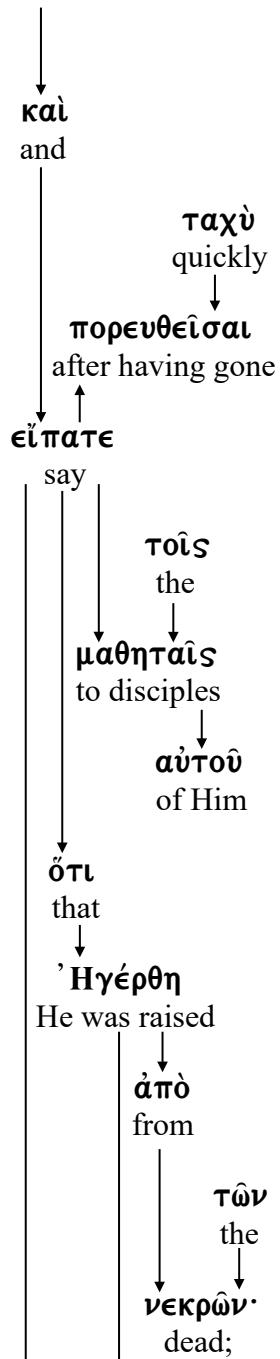 καὶ
and
ταχὺ
quickly
πορευθεῖσαι
after having gone
εἴπατε
say
τοῖς
the
μαθηταῖς
to disciples
αὐτοῦ
of Him
ὅτι
that
Ἠγέρθη
He was raised
ἀπὸ
from
τῶν
the
νεκρῶν·
dead;